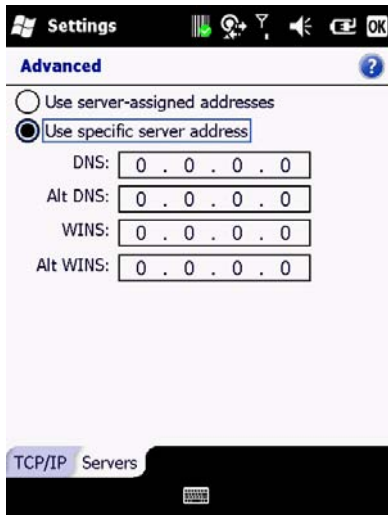 Settings OK
Advanced ?
Use server-assigned addresses
Use specific server address
DNS: 0 . 0 . 0 . 0
Alt DNS: 0 . 0 . 0 . 0
WINS: 0 . 0 . 0 . 0
Alt WINS: 0 . 0 . 0 . 0
TCP/IP Servers